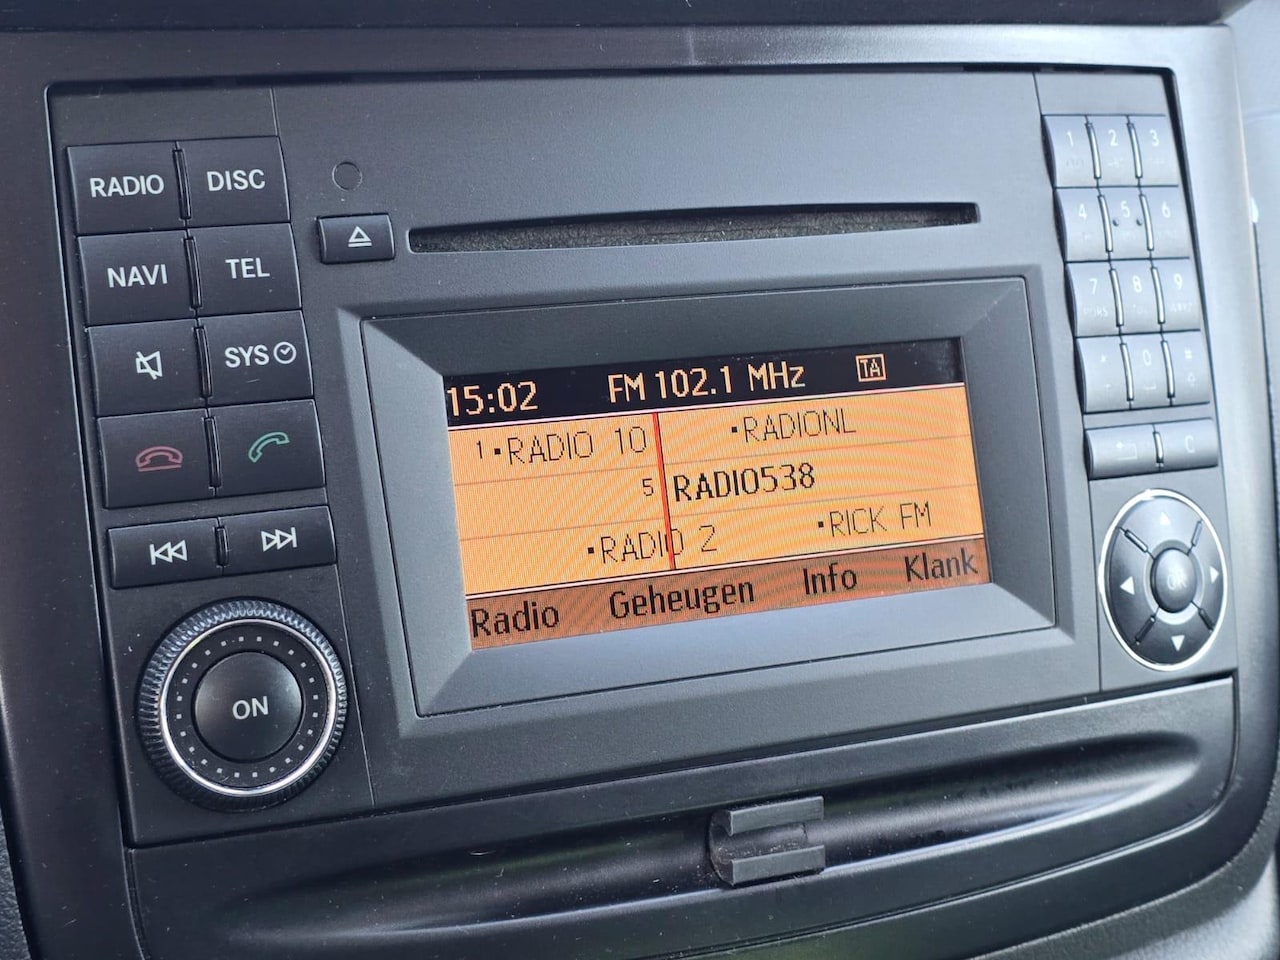 RADIO DISC
NAVI TEL
SYS
ON
15:02 FM 102.1 MHz TA
1 RADIO 10 RADIONL
5 RADIO538
RADIO 2 RICK FM
Radio Geheugen Info Klank
1 2 3
4 5 6
7 8 9
* 0 #
C
OK